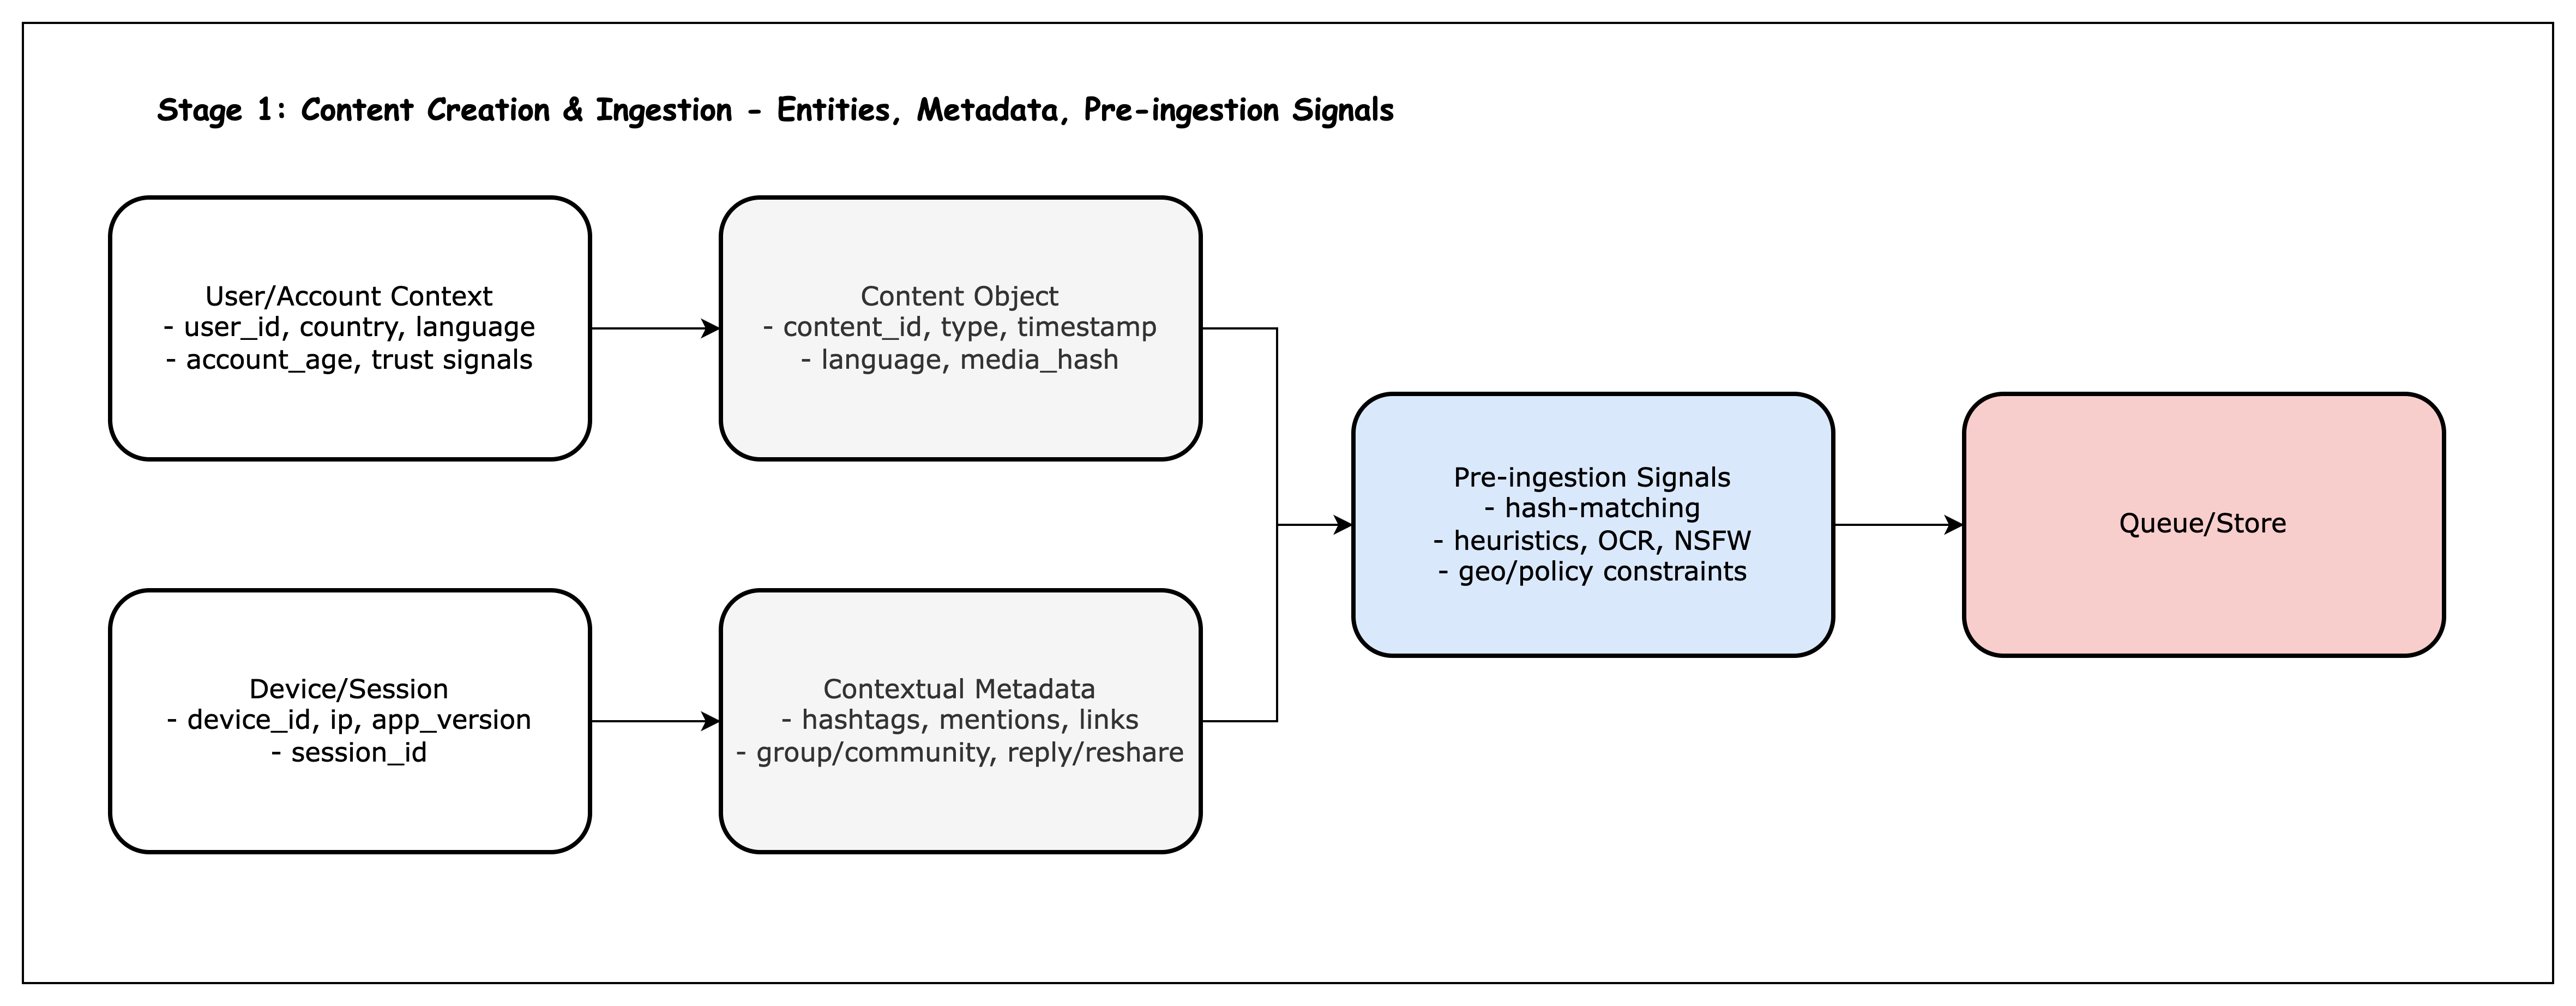 Stage 1: Content Creation & Ingestion - Entities, Metadata, Pre-ingestion Signals
User/Account Context
- user_id, country, language
- account_age, trust signals
Content Object
- content_id, type, timestamp
- language, media_hash
Device/Session
- device_id, ip, app_version
- session_id
Contextual Metadata
- hashtags, mentions, links
- group/community, reply/reshare
Pre-ingestion Signals
- hash-matching
- heuristics, OCR, NSFW
- geo/policy constraints
Queue/Store